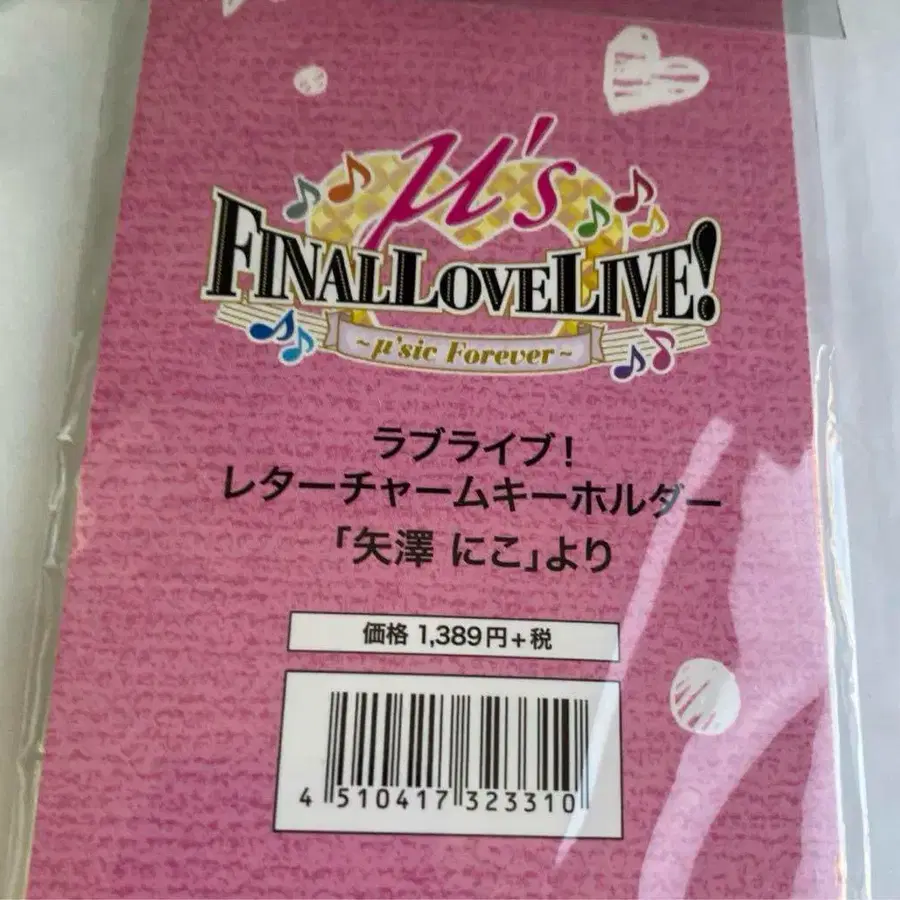 μ's
FINAL LOVELIVE!
~μ'sic Forever~
ラブライブ!
レターチャームキーホルダー
「矢澤 にこ」より
価格 1,389円+税
4 510417 323310